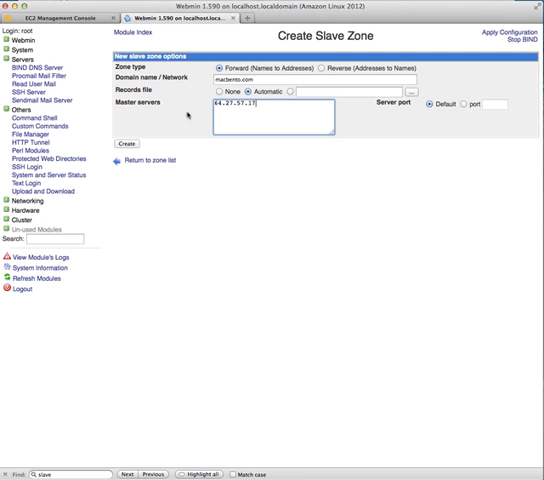 Webmin 1.590 on localhost.localdomain (Amazon Linux 2012)
EC2 Management Console
Webmin 1.590 on localhost.loca...
Login: root
Webmin
System
Servers
BIND DNS Server
Procmail Mail Filter
Read User Mail
SSH Server
Sendmail Mail Server
Others
Command Shell
Custom Commands
File Manager
HTTP Tunnel
Perl Modules
Protected Web Directories
SSH Login
System and Server Status
Text Login
Upload and Download
Networking
Hardware
Cluster
Un-used Modules
Search:
View Module's Logs
System Information
Refresh Modules
Logout
Module Index
Create Slave Zone
Apply Configuration
Stop BIND
New slave zone options
Zone type Forward (Names to Addresses) Reverse (Addresses to Names)
Domain name / Network macbento.com
Records file None Automatic ...
Master servers 64.27.57.17 Server port Default port
Create
Return to zone list
Find: slave Next Previous Highlight all Match case